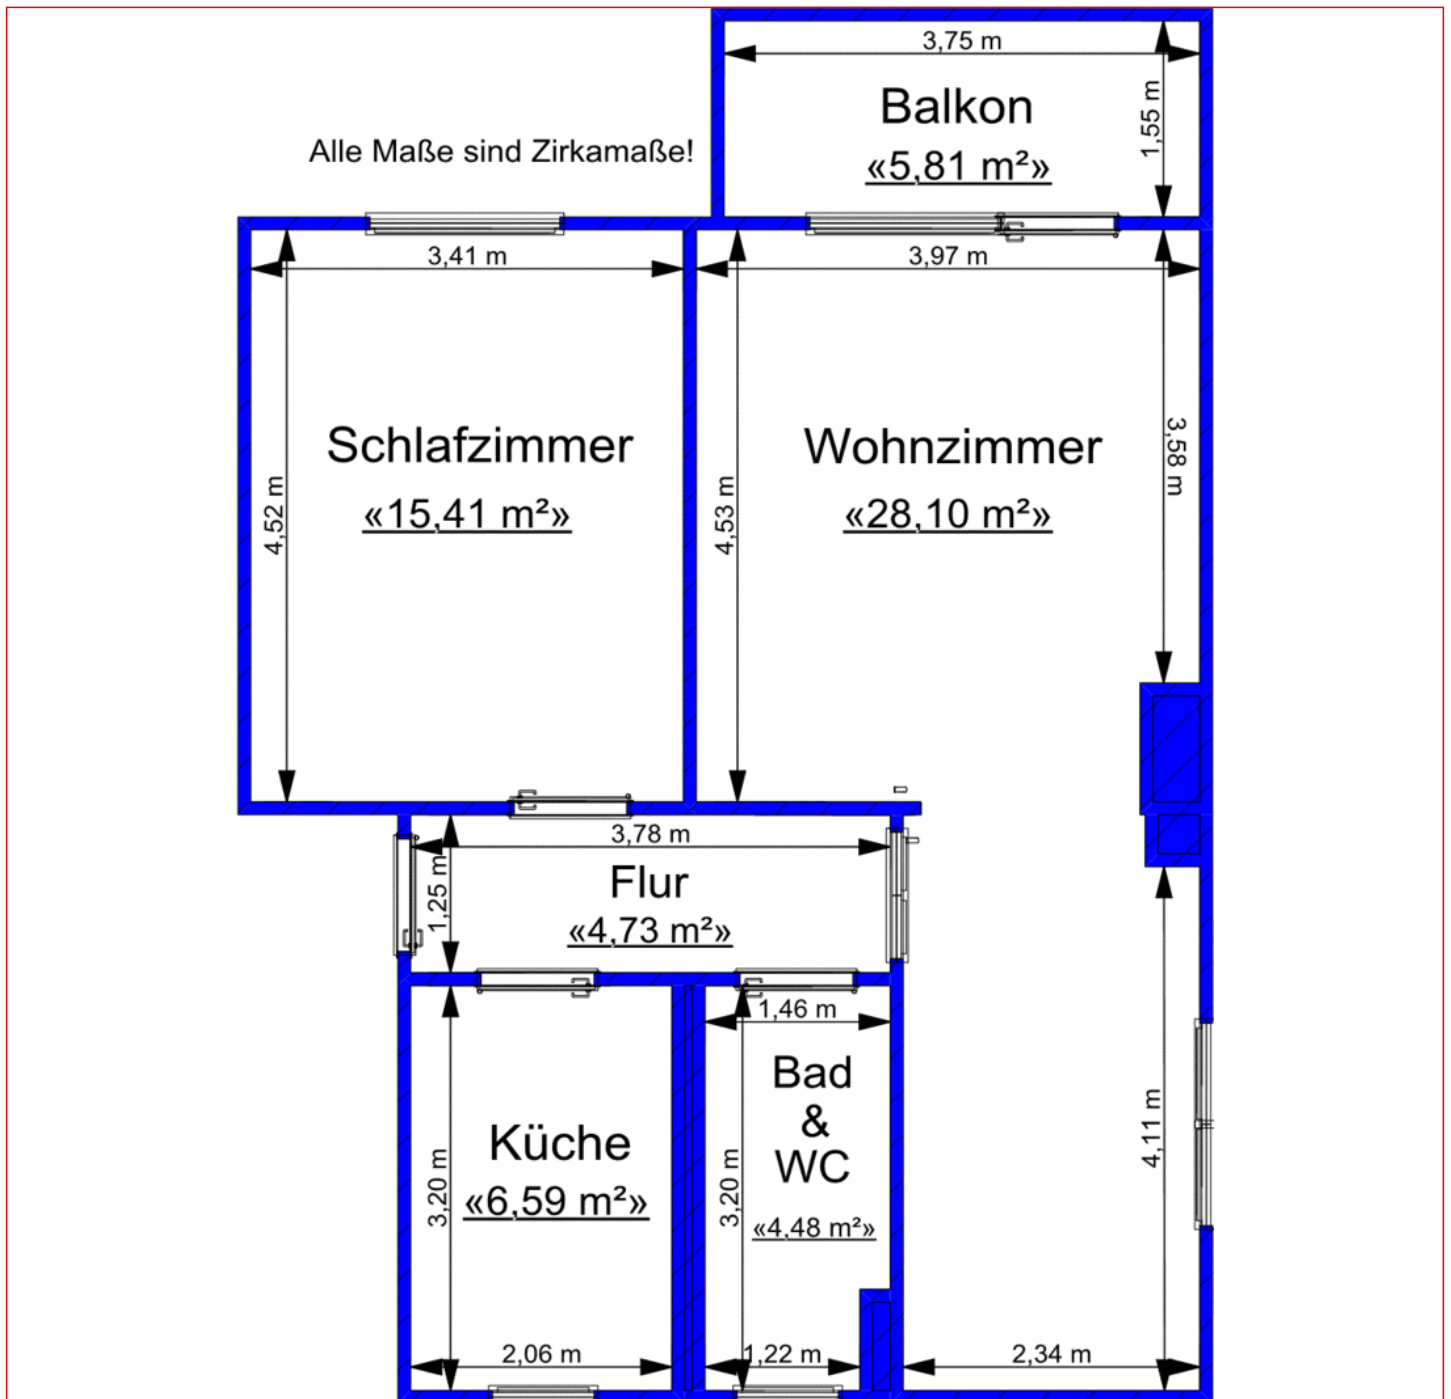 3,75 m
Balkon
1,55 m
«5,81 m²»
Alle Maße sind Zirkamaße!
3,41 m
3,97 m
Schlafzimmer
«15,41 m²»
4,52 m
Wohnzimmer
«28,10 m²»
4,53 m
3,58 m
3,78 m
Flur
1,25 m
«4,73 m²»
1,46 m
Bad
&
WC
«4,48 m²»
3,20 m
Küche
«6,59 m²»
3,20 m
4,11 m
2,06 m
1,22 m
2,34 m